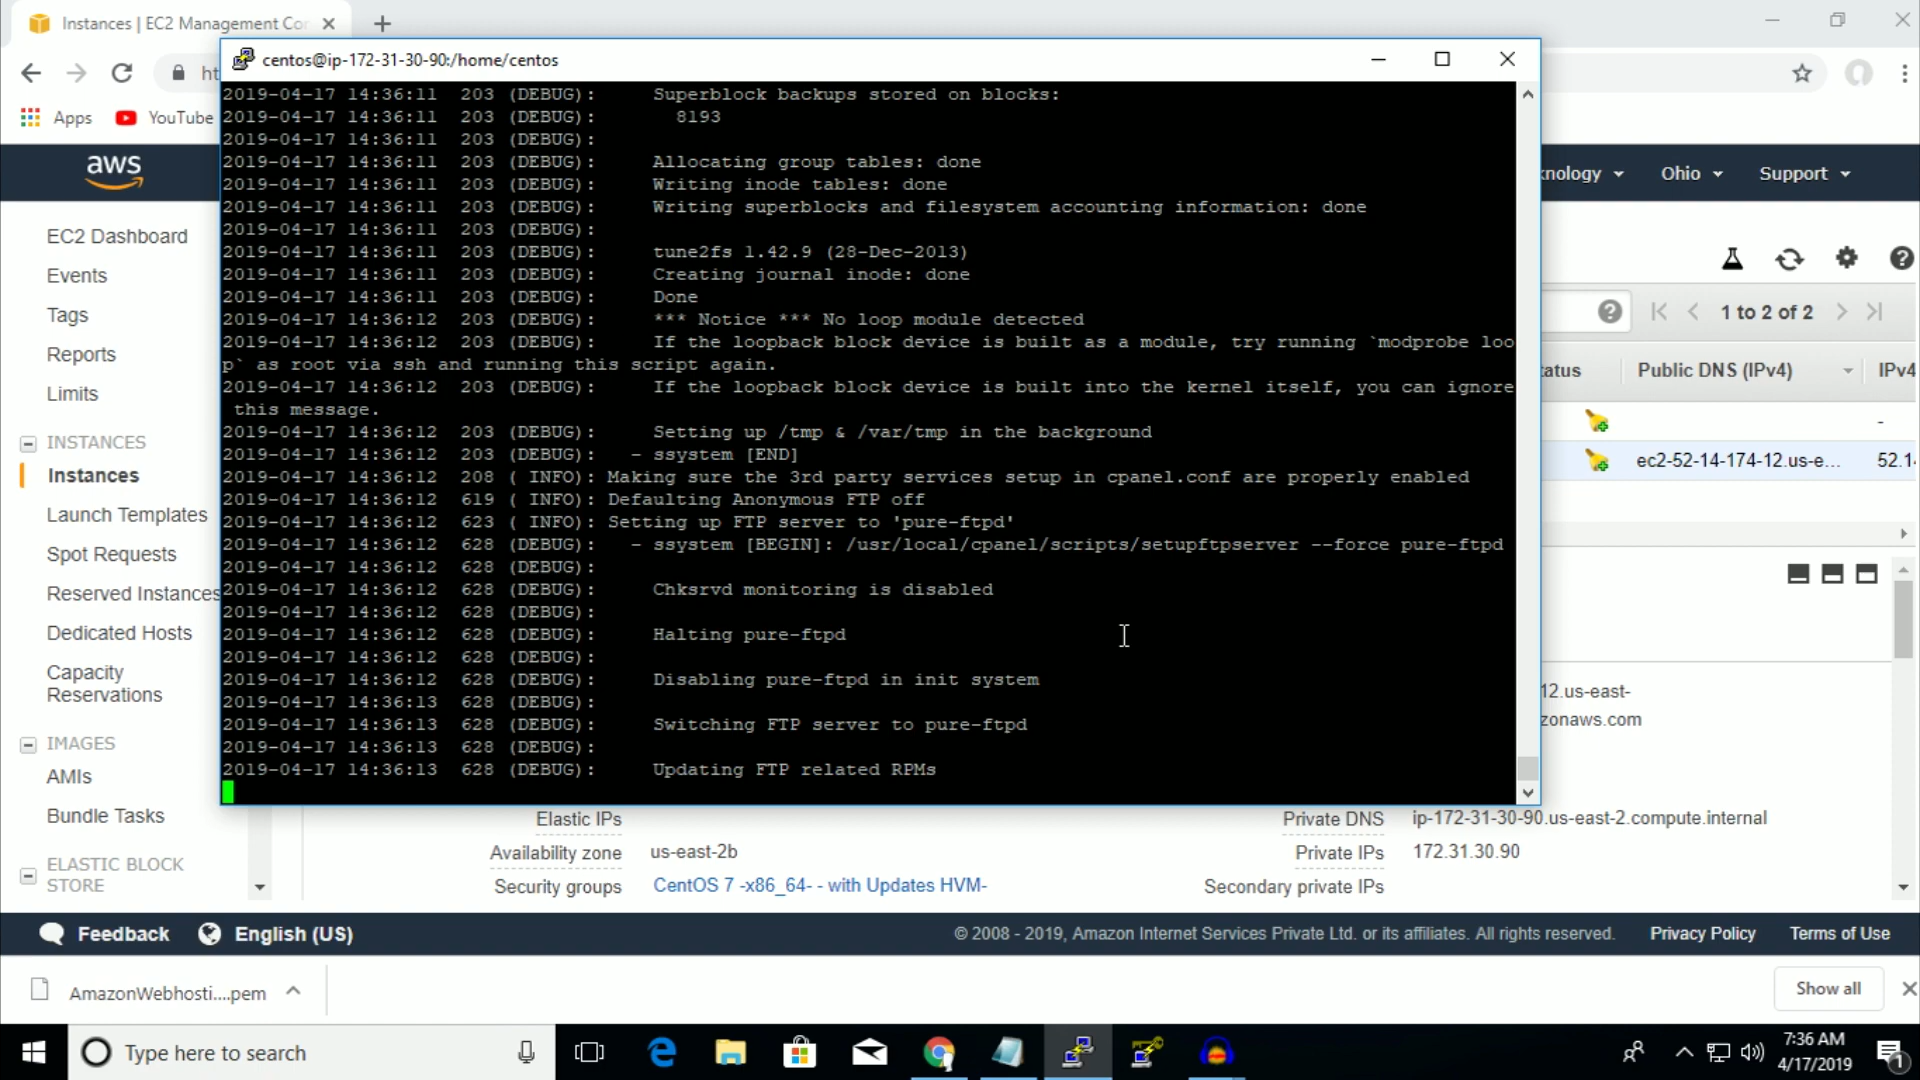 Instances | EC2 Management Con
centos@ip-172-31-30-90:/home/centos
Apps
YouTube
aws
knology
Ohio
Support
2019-04-17 14:36:11  203 (DEBUG):     Superblock backups stored on blocks:
2019-04-17 14:36:11  203 (DEBUG):       8193
2019-04-17 14:36:11  203 (DEBUG):
2019-04-17 14:36:11  203 (DEBUG):     Allocating group tables: done
2019-04-17 14:36:11  203 (DEBUG):     Writing inode tables: done
2019-04-17 14:36:11  203 (DEBUG):     Writing superblocks and filesystem accounting information: done
2019-04-17 14:36:11  203 (DEBUG):
2019-04-17 14:36:11  203 (DEBUG):     tune2fs 1.42.9 (28-Dec-2013)
2019-04-17 14:36:11  203 (DEBUG):     Creating journal inode: done
2019-04-17 14:36:11  203 (DEBUG):     Done
2019-04-17 14:36:12  203 (DEBUG):     *** Notice *** No loop module detected
2019-04-17 14:36:12  203 (DEBUG):     If the loopback block device is built as a module, try running `modprobe loo
p` as root via ssh and running this script again.
2019-04-17 14:36:12  203 (DEBUG):     If the loopback block device is built into the kernel itself, you can ignore
 this message.
2019-04-17 14:36:12  203 (DEBUG):     Setting up /tmp & /var/tmp in the background
2019-04-17 14:36:12  203 (DEBUG):   - ssystem [END]
2019-04-17 14:36:12  208 ( INFO): Making sure the 3rd party services setup in cpanel.conf are properly enabled
2019-04-17 14:36:12  619 ( INFO): Defaulting Anonymous FTP off
2019-04-17 14:36:12  623 ( INFO): Setting up FTP server to 'pure-ftpd'
2019-04-17 14:36:12  628 (DEBUG):   - ssystem [BEGIN]: /usr/local/cpanel/scripts/setupftpserver --force pure-ftpd
2019-04-17 14:36:12  628 (DEBUG):
2019-04-17 14:36:12  628 (DEBUG):     Chksrvd monitoring is disabled
2019-04-17 14:36:12  628 (DEBUG):
2019-04-17 14:36:12  628 (DEBUG):     Halting pure-ftpd
2019-04-17 14:36:12  628 (DEBUG):
2019-04-17 14:36:12  628 (DEBUG):     Disabling pure-ftpd in init system
2019-04-17 14:36:13  628 (DEBUG):
2019-04-17 14:36:13  628 (DEBUG):     Switching FTP server to pure-ftpd
2019-04-17 14:36:13  628 (DEBUG):
2019-04-17 14:36:13  628 (DEBUG):     Updating FTP related RPMs
EC2 Dashboard
Events
Tags
Reports
Limits
INSTANCES
Instances
Launch Templates
Spot Requests
Reserved Instances
Dedicated Hosts
Capacity
Reservations
IMAGES
AMIs
Bundle Tasks
ELASTIC BLOCK
STORE
1 to 2 of 2
tatus
Public DNS (IPv4)
IPv4
-
ec2-52-14-174-12.us-e...
52.1
12.us-east-
zonaws.com
Elastic IPs
Availability zone us-east-2b
Security groups CentOS 7 -x86_64- - with Updates HVM-
Private DNS ip-172-31-30-90.us-east-2.compute.internal
Private IPs 172.31.30.90
Secondary private IPs
Feedback
English (US)
© 2008 - 2019, Amazon Internet Services Private Ltd. or its affiliates. All rights reserved.
Privacy Policy
Terms of Use
AmazonWebhosti....pem
Show all
Type here to search
7:36 AM
4/17/2019
1